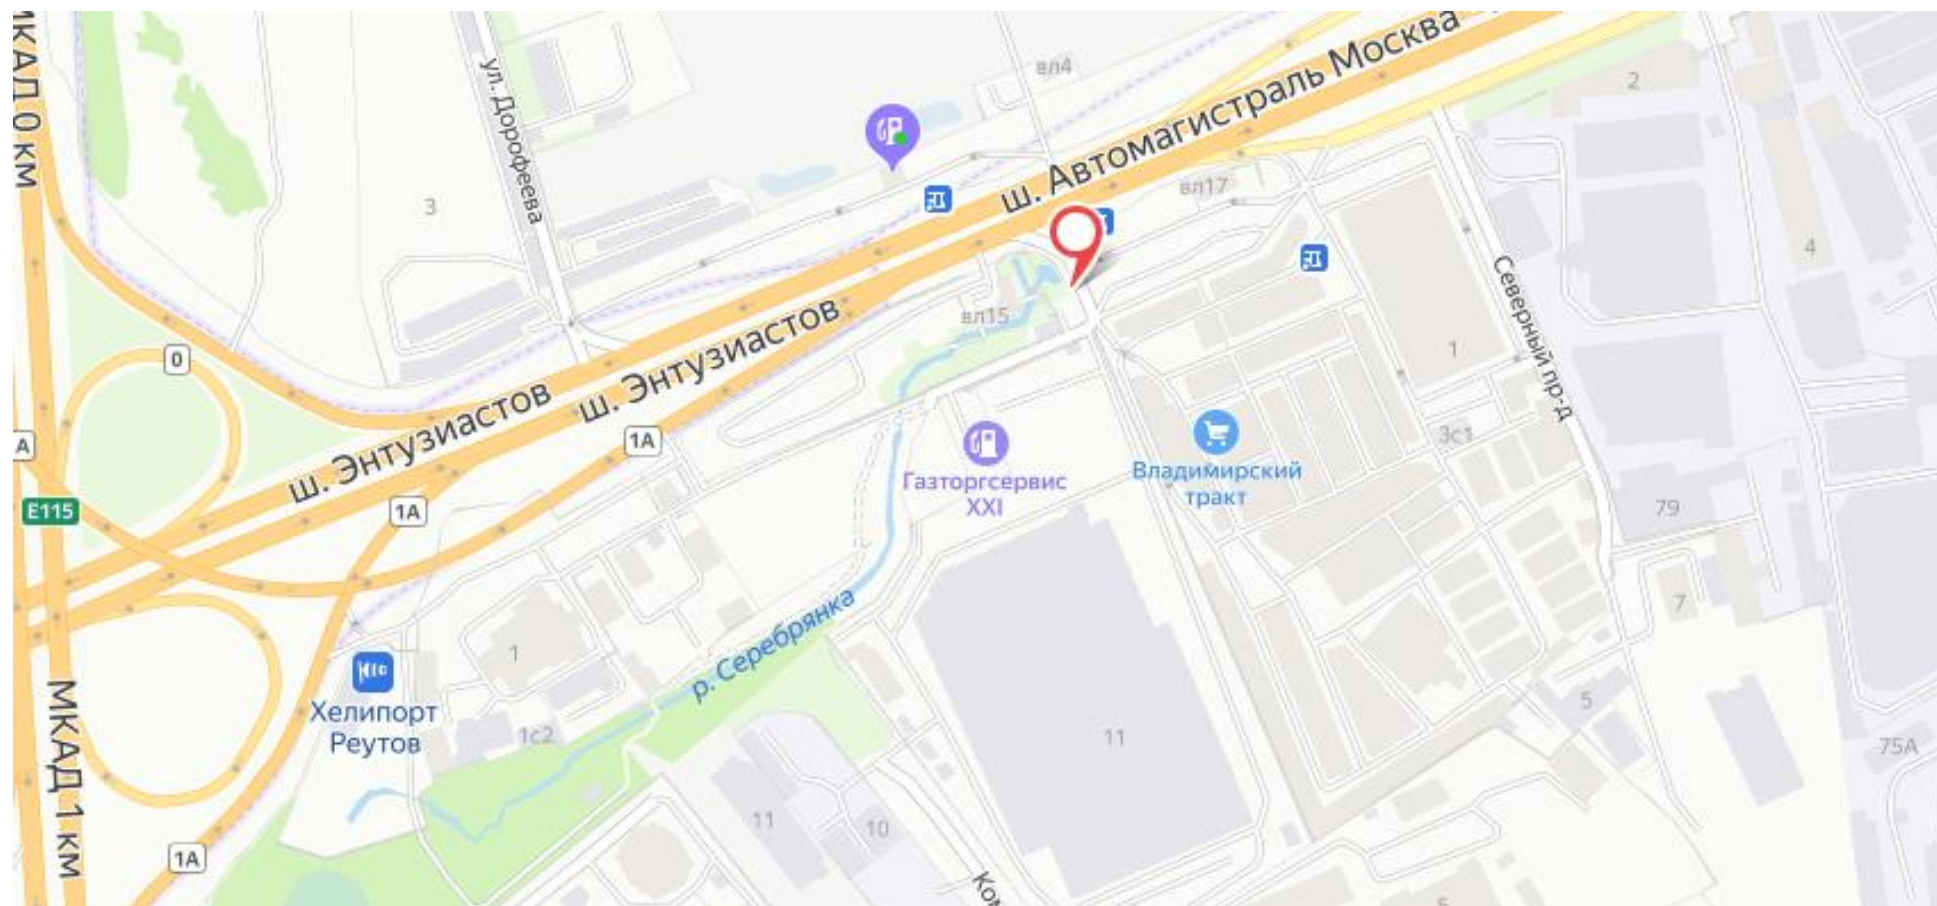 МКАД 0 км
ул. Дорофеева
вл4
ш. Автомагистраль Москва
2
3
вл17
4
Северный пр-д
вл15
0
ш. Энтузиастов
ш. Энтузиастов
1
А
1А
3с1
Газторгсервис
XXI
Владимирский
тракт
Е115
1А
79
7
р. Серебрянка
1
Хелипорт
Реутов
5
1с2
11
75А
МКАД 1 км
11
10
1А